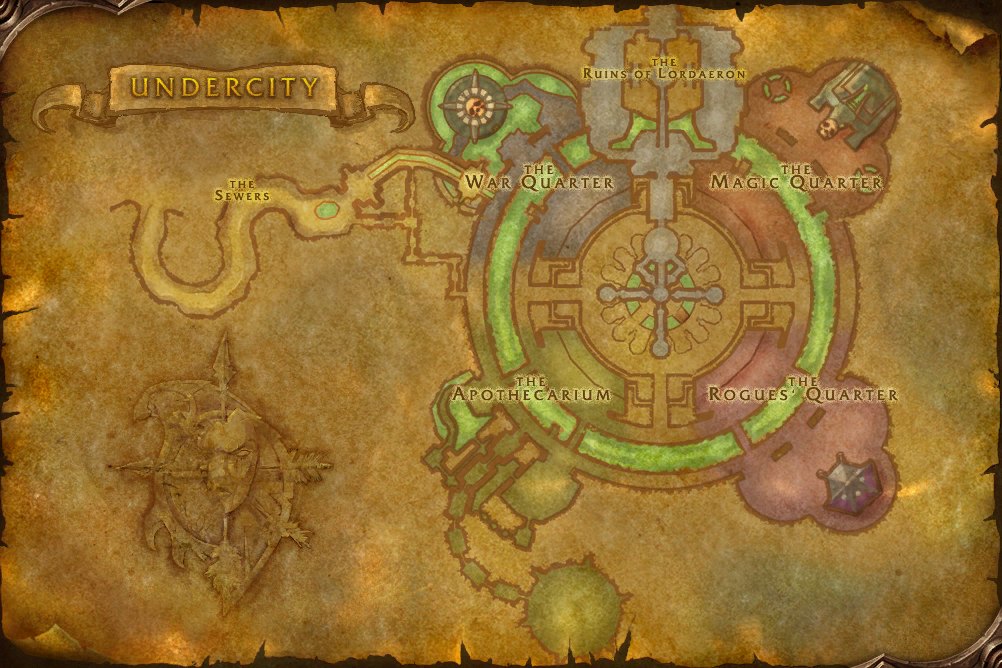 UNDERCITY
THE
RUINS OF LORDAERON
THE
SEWERS
THE
WAR QUARTER
THE
MAGIC QUARTER
THE
APOTHECARIUM
THE
ROGUES' QUARTER